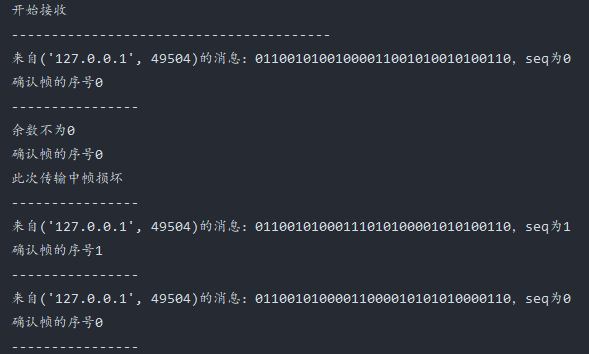 开始接收
----------------------------------------
来自('127.0.0.1', 49504)的消息：01100101001000011001010010100110，seq为0
确认帧的序号0
----------------
余数不为0
确认帧的序号0
此次传输中帧损坏
----------------
来自('127.0.0.1', 49504)的消息：01100101000111010100001010100110，seq为1
确认帧的序号1
----------------
来自('127.0.0.1', 49504)的消息：01100101000011000010101010000110，seq为0
确认帧的序号0
----------------